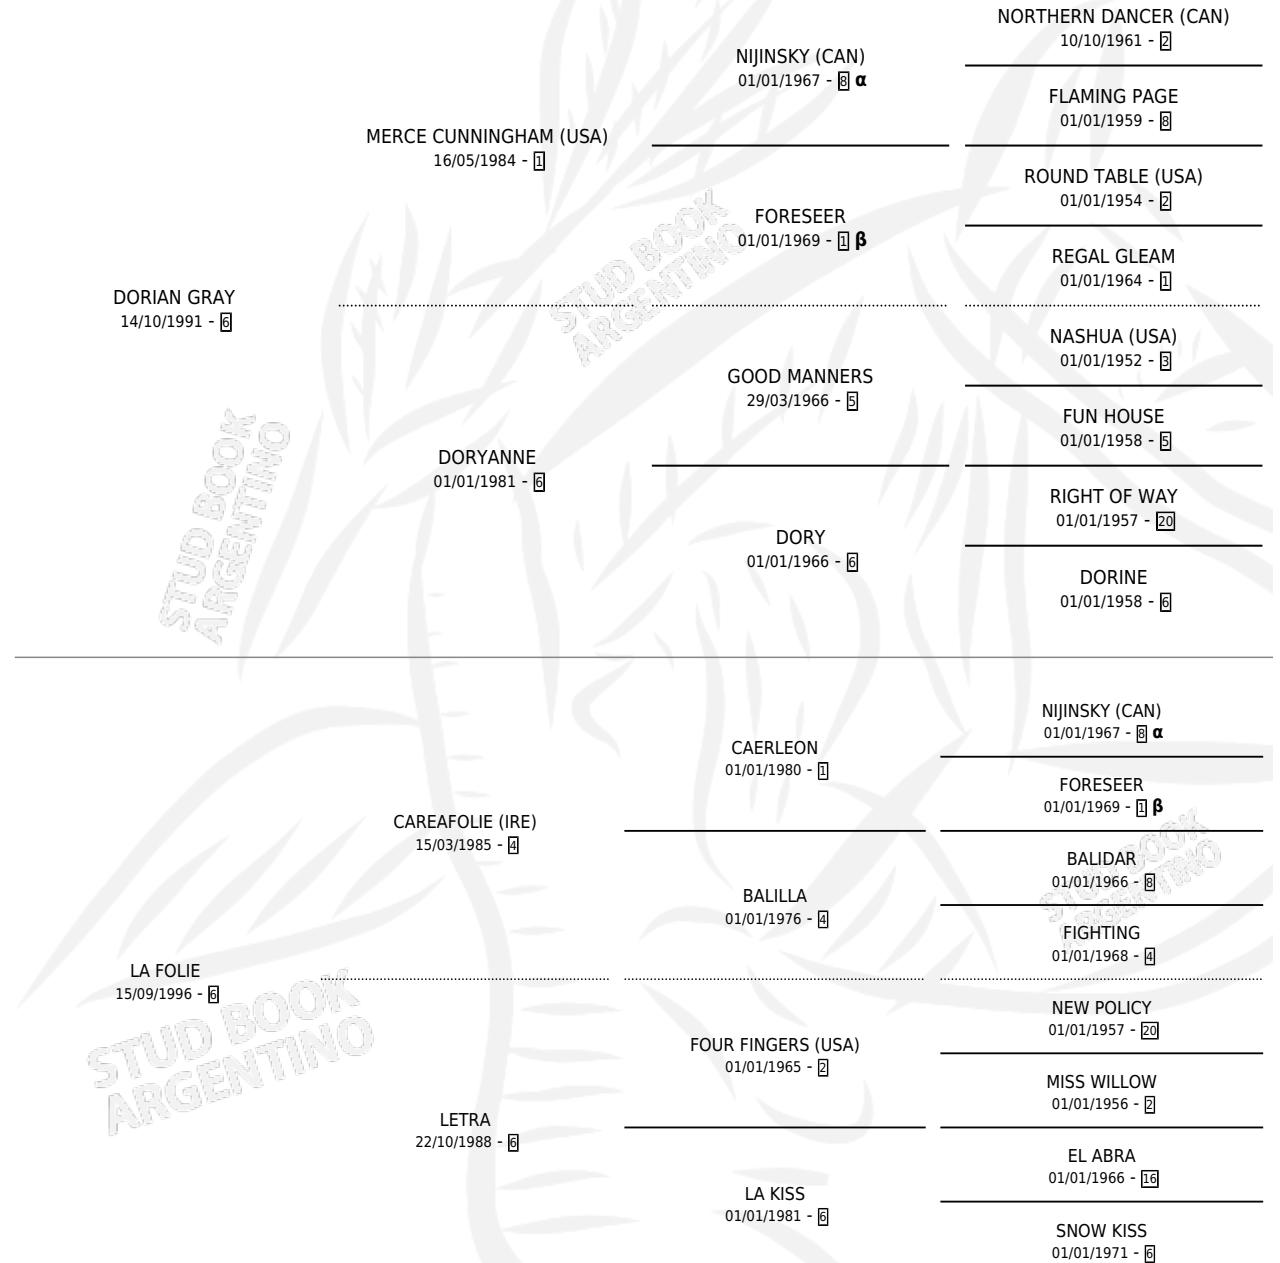 NORTHERN DANCER (CAN)
10/10/1961 - 2
NIJINSKY (CAN)
01/01/1967 - 8 α
FLAMING PAGE
01/01/1959 - 8
MERCE CUNNINGHAM (USA)
16/05/1984 - 1
ROUND TABLE (USA)
01/01/1954 - 2
FORESEER
01/01/1969 - 1 β
REGAL GLEAM
01/01/1964 - 1
DORIAN GRAY
14/10/1991 - 6
NASHUA (USA)
01/01/1952 - 3
GOOD MANNERS
29/03/1966 - 5
FUN HOUSE
01/01/1958 - 5
DORYANNE
01/01/1981 - 6
RIGHT OF WAY
01/01/1957 - 20
DORY
01/01/1966 - 6
DORINE
01/01/1958 - 6
NIJINSKY (CAN)
01/01/1967 - 8 α
CAERLEON
01/01/1980 - 1
FORESEER
01/01/1969 - 1 β
CAREAFOLIE (IRE)
15/03/1985 - 4
BALIDAR
01/01/1966 - 8
BALILLA
01/01/1976 - 4
FIGHTING
01/01/1968 - 4
LA FOLIE
15/09/1996 - 6
NEW POLICY
01/01/1957 - 20
FOUR FINGERS (USA)
01/01/1965 - 2
MISS WILLOW
01/01/1956 - 2
LETRA
22/10/1988 - 6
EL ABRA
01/01/1966 - 16
LA KISS
01/01/1981 - 6
SNOW KISS
01/01/1971 - 6
STUD BOOK
ARGENTINO
STUD BOOK
ARGENTINO
STUD BOOK
ARGENTINO
STUD BOOK
ARGENTINO